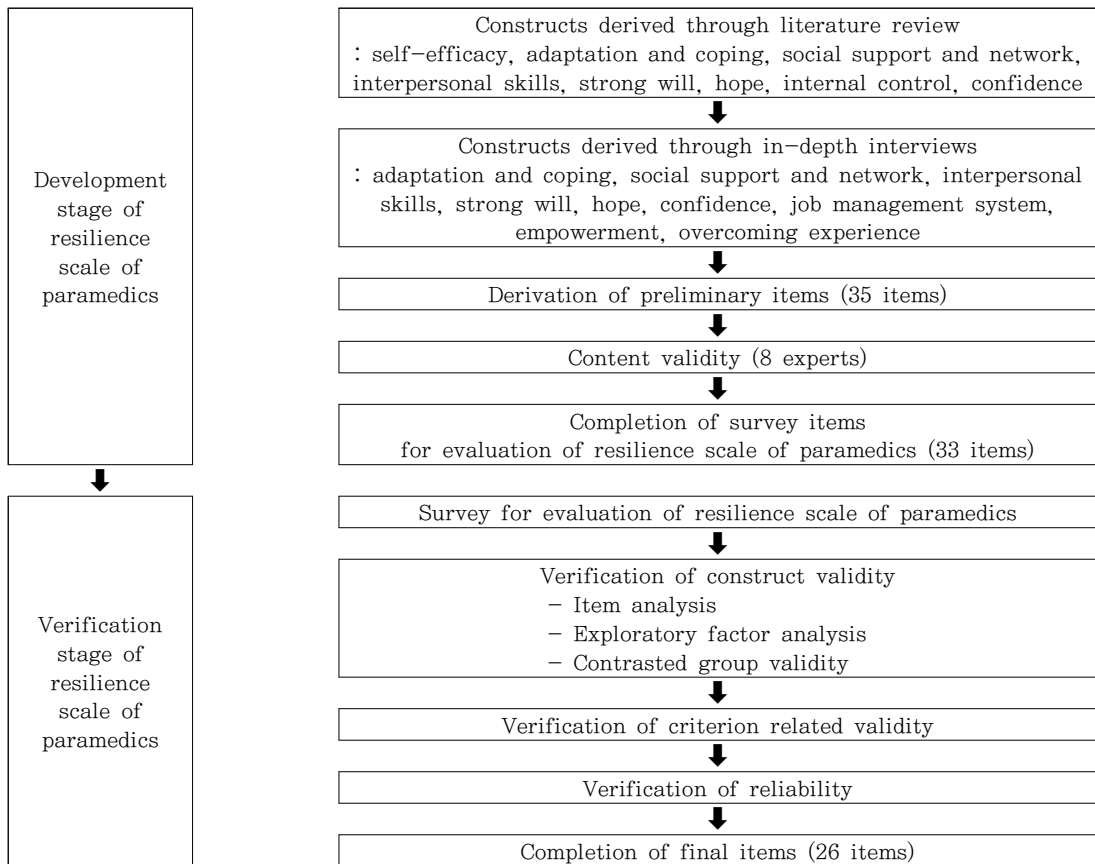 Development
stage of
resilience
scale of
paramedics
Constructs derived through literature review
: self-efficacy, adaptation and coping, social support and network,
interpersonal skills, strong will, hope, internal control, confidence
Constructs derived through in-depth interviews
: adaptation and coping, social support and network, interpersonal
skills, strong will, hope, confidence, job management system,
empowerment, overcoming experience
Derivation of preliminary items (35 items)
Content validity (8 experts)
Completion of survey items
for evaluation of resilience scale of paramedics (33 items)
Verification
stage of
resilience
scale of
paramedics
Survey for evaluation of resilience scale of paramedics
Verification of construct validity
- Item analysis
- Exploratory factor analysis
- Contrasted group validity
Verification of criterion related validity
Verification of reliability
Completion of final items (26 items)